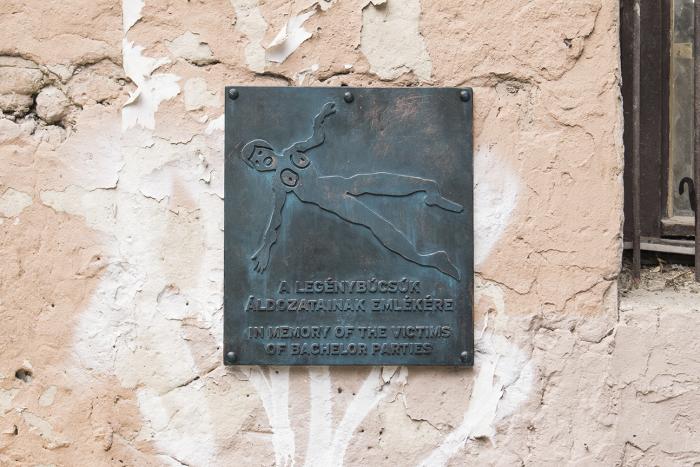 A LEGÉNYBÚCSÚK
ÁLDOZATAINAK EMLÉKÉRE
IN MEMORY OF THE VICTIMS
OF BACHELOR PARTIES